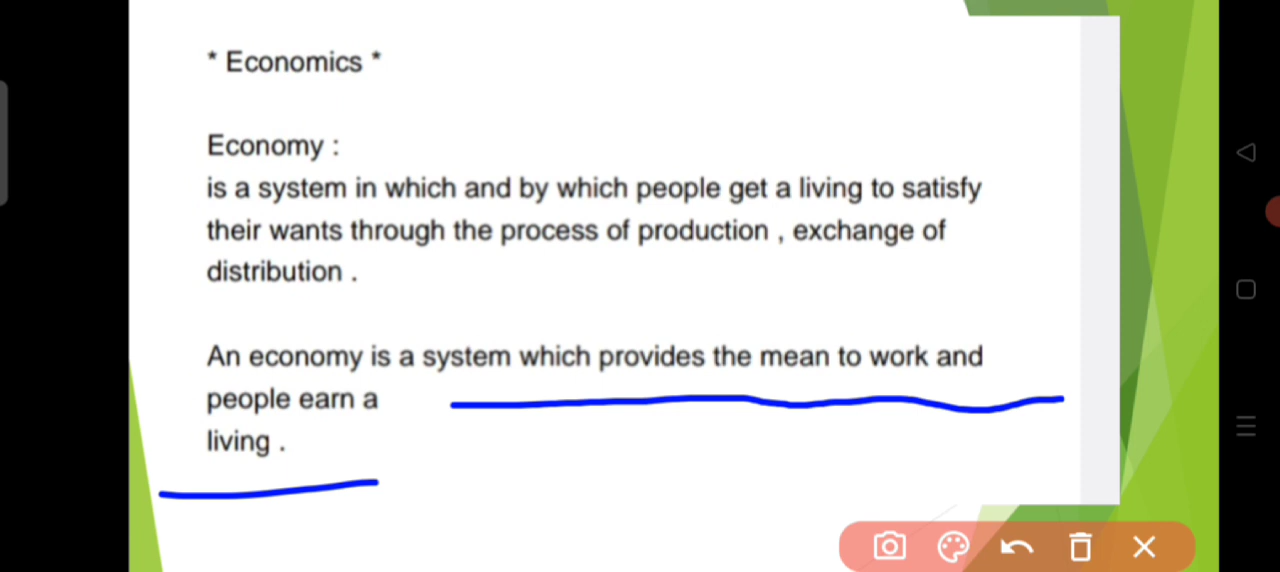 * Economics *
Economy :
is a system in which and by which people get a living to satisfy
their wants through the process of production , exchange of
distribution .
An economy is a system which provides the mean to work and
people earn a
living .